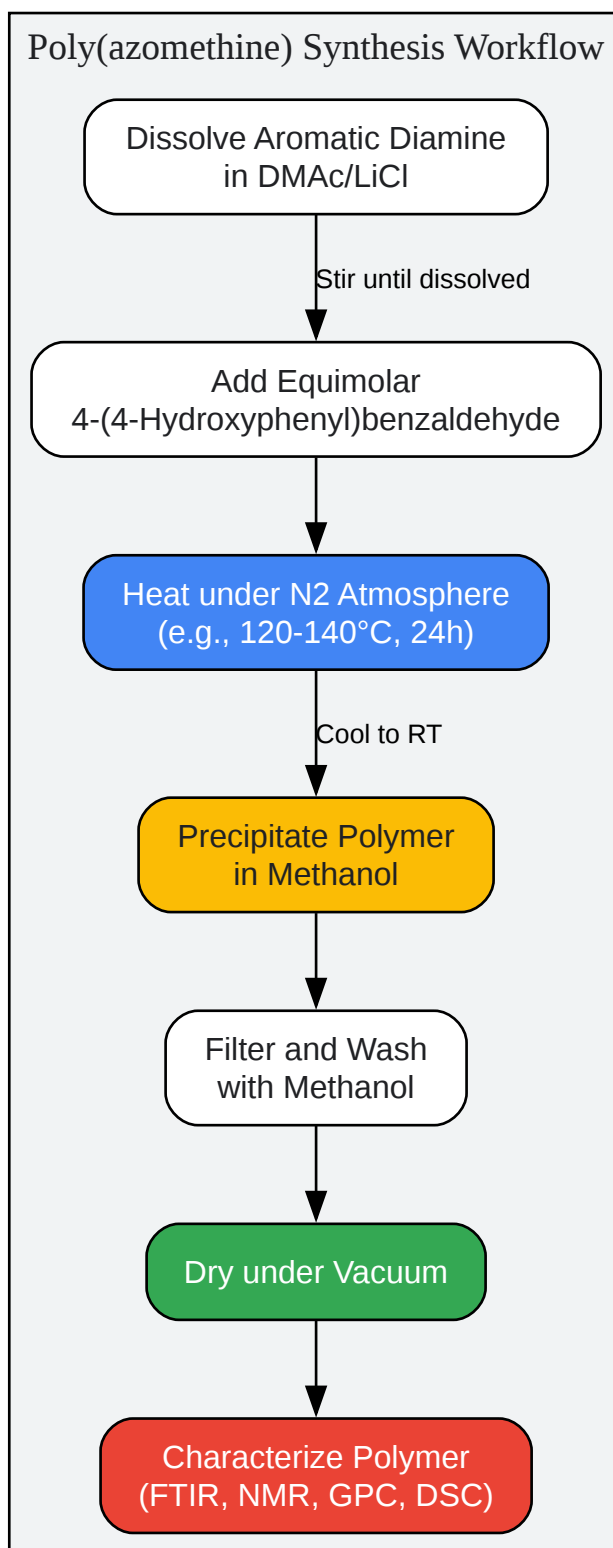 Poly(azomethine) Synthesis Workflow
Dissolve Aromatic Diamine
in DMAc/LiCl
Stir until dissolved
Add Equimolar
4-(4-Hydroxyphenyl)benzaldehyde
Heat under N2 Atmosphere
(e.g., 120-140°C, 24h)
Cool to RT
Precipitate Polymer
in Methanol
Filter and Wash
with Methanol
Dry under Vacuum
Characterize Polymer
(FTIR, NMR, GPC, DSC)